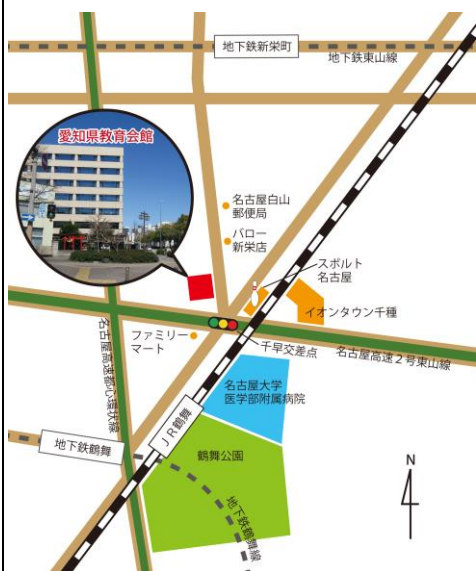 地下鉄新栄町
地下鉄東山線
愛知県教育会館
名古屋白山
郵便局
バロー
新栄店
スポルト
名古屋
イオンタウン千種
ファミリー
マート
千早交差点
名古屋高速2号東山線
名古屋高速都心環状線
名古屋大学
医学部附属病院
JR鶴舞
地下鉄鶴舞
鶴舞公園
地下鉄鶴舞線
N